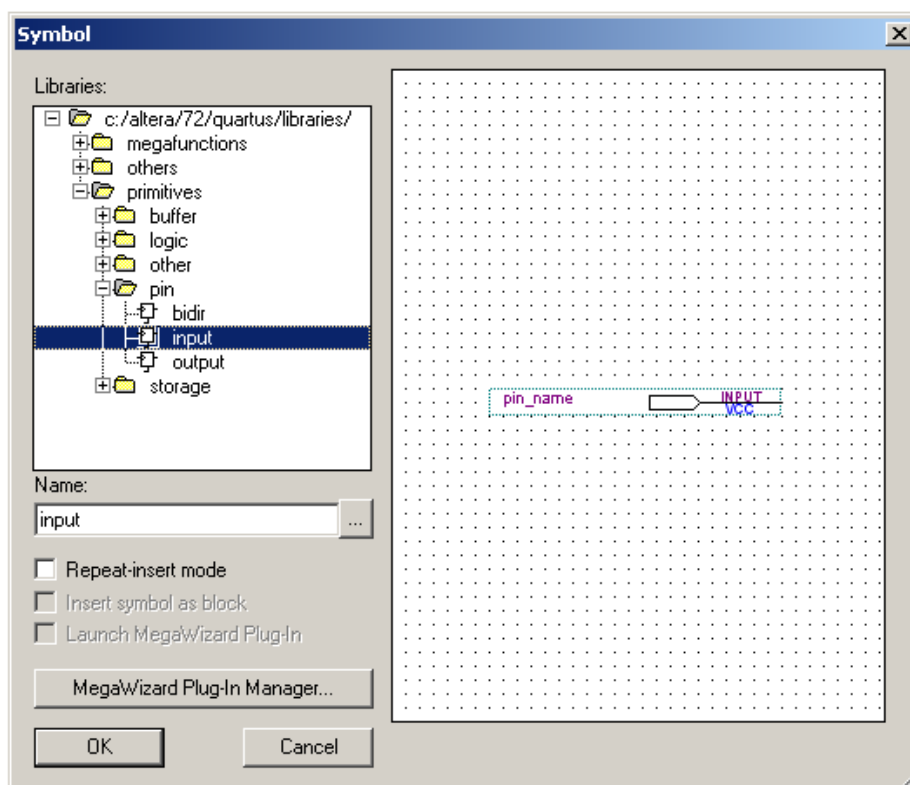 Symbol
Libraries:
c:/altera/72/quartus/libraries/
megafunctions
others
primitives
buffer
logic
other
pin
bidir
input
output
storage
pin_name
INPUT
VCC
Name:
input
...
Repeat-insert mode
Insert symbol as block
Launch MegaWizard Plug-In
MegaWizard Plug-In Manager...
OK Cancel